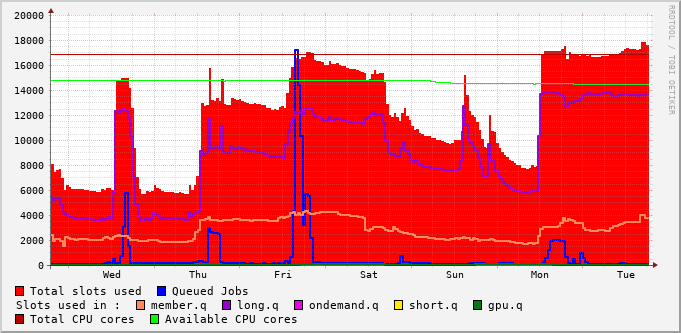 20000
18000
16000
14000
12000
10000
8000
6000
4000
2000
0
Wed Thu Fri Sat Sun Mon Tue
RRDTOOL / TOBI OETIKER
Total slots used Queued Jobs
Slots used in : member.q long.q ondemand.q short.q gpu.q
Total CPU cores Available CPU cores